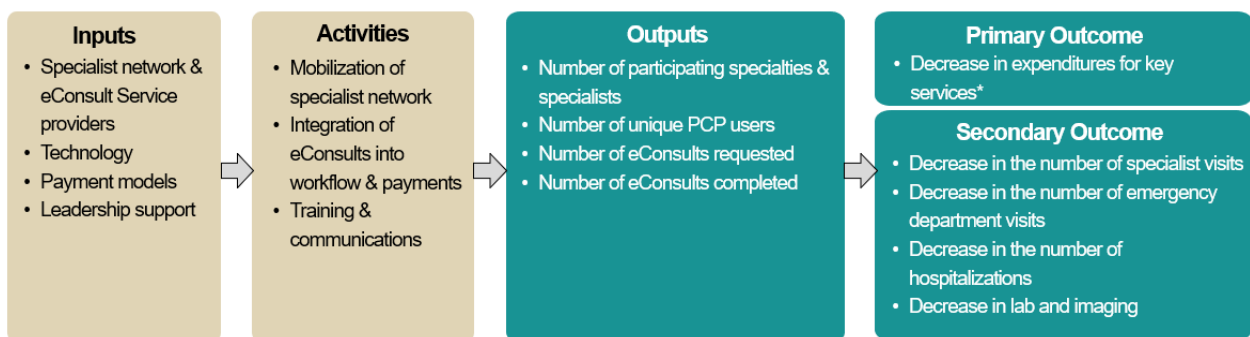 Inputs
• Specialist network &
eConsult Service
providers
• Technology
• Payment models
• Leadership support
Activities
• Mobilization of
specialist network
• Integration of
eConsults into
workflow & payments
• Training &
communications
Outputs
• Number of participating specialties &
specialists
• Number of unique PCP users
• Number of eConsults requested
• Number of eConsults completed
Primary Outcome
• Decrease in expenditures for key
services*
Secondary Outcome
• Decrease in the number of specialist visits
• Decrease in the number of emergency
department visits
• Decrease in the number of
hospitalizations
• Decrease in lab and imaging